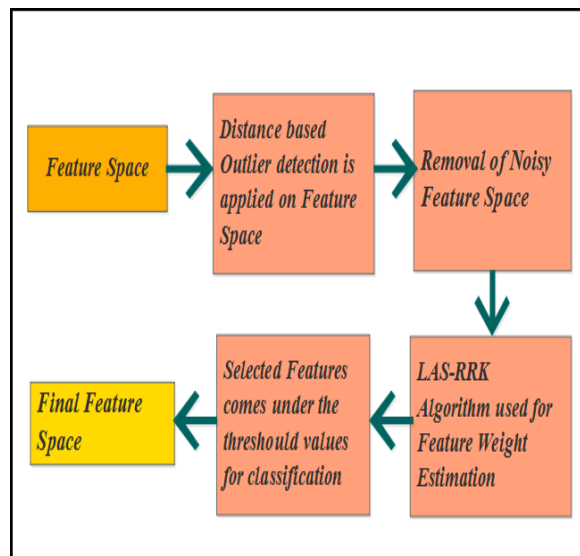 Feature Space
Distance based
Outlier detection is
applied on Feature
Space
Removal of Noisy
Feature Space
LAS-RRK
Algorithm used for
Feature Weight
Estimation
Selected Features
comes under the
threshould values
for classification
Final Feature
Space